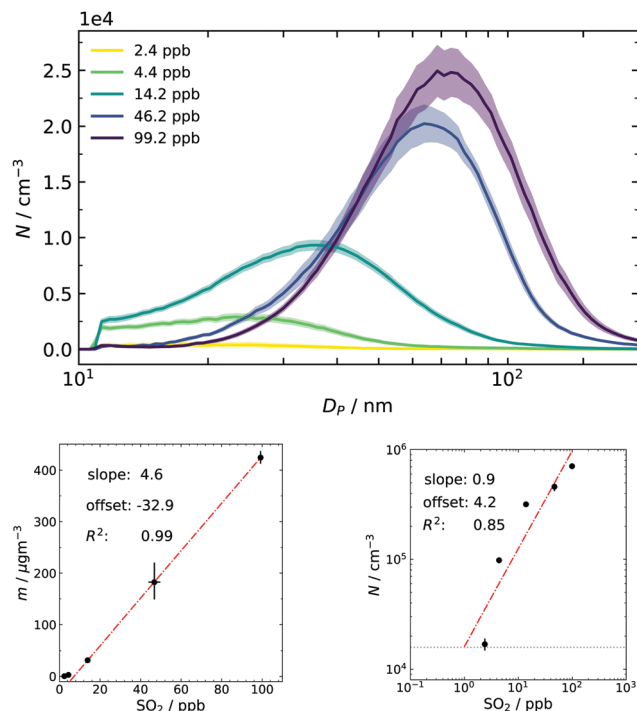 1e4
2.4 ppb
4.4 ppb
14.2 ppb
46.2 ppb
99.2 ppb
2.5
2.0
1.5
1.0
0.5
0.0
N / cm⁻³
10¹
10²
D_P / nm
slope: 4.6
offset: -32.9
R²: 0.99
400
300
200
100
0
m / μgm⁻³
0
20
40
60
80
100
SO₂ / ppb
slope: 0.9
offset: 4.2
R²: 0.85
10⁶
10⁵
10⁴
N / cm⁻³
10⁻¹
10⁰
10¹
10²
10³
SO₂ / ppb